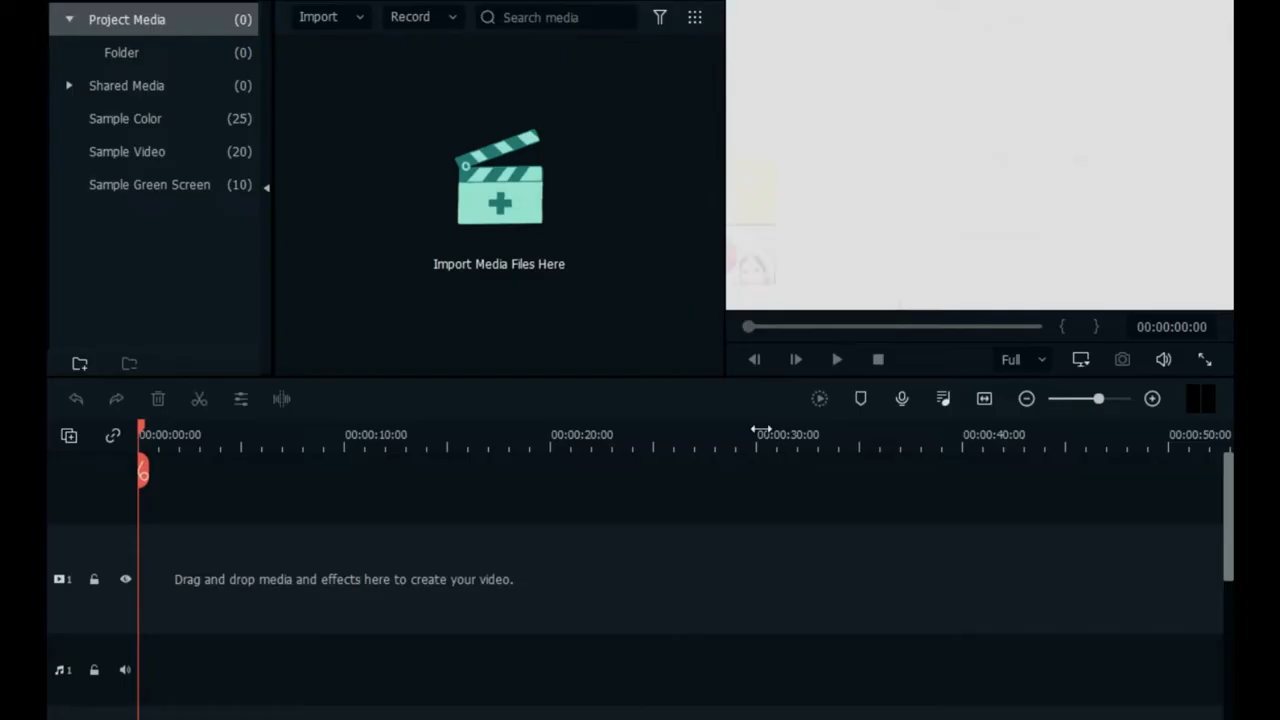 Project Media (0)
Folder (0)
Shared Media (0)
Sample Color (25)
Sample Video (20)
Sample Green Screen (10)
Import Record Search media
Import Media Files Here
{ } 00:00:00:00
Full
00:00:00:00 00:00:10:00 00:00:20:00 00:00:30:00 00:00:40:00 00:00:50:00
1
Drag and drop media and effects here to create your video.
1